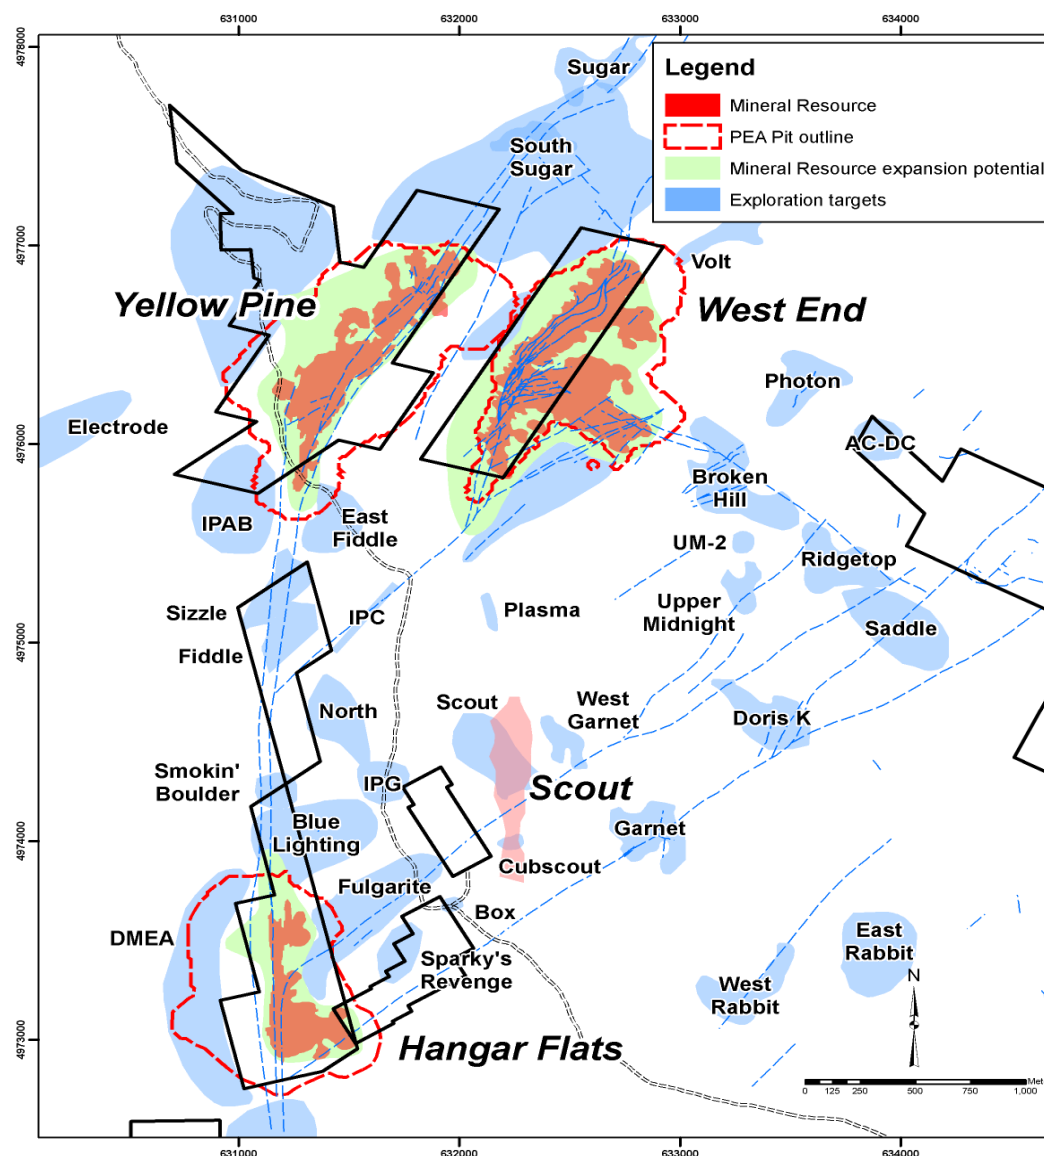 631000
632000
633000
634000
4978000
4977000
4976000
4975000
4974000
4973000
Legend
Mineral Resource
PEA Pit outline
Mineral Resource expansion potential
Exploration targets
Sugar
South
Sugar
Volt
Yellow Pine
West End
Photon
Electrode
AC-DC
Broken
Hill
IPAB
East
Fiddle
UM-2
Ridgetop
Sizzle
IPC
Plasma
Upper
Midnight
Saddle
Fiddle
North
Scout
West
Garnet
Doris K
Smokin'
Boulder
IPG
Scout
Blue
Lighting
Garnet
Cubscout
Fulgarite
Box
DMEA
East
Rabbit
Sparky's
Revenge
West
Rabbit
N
Hangar Flats
0 125 250 500 750 1,000 Met
631000
632000
633000
634000